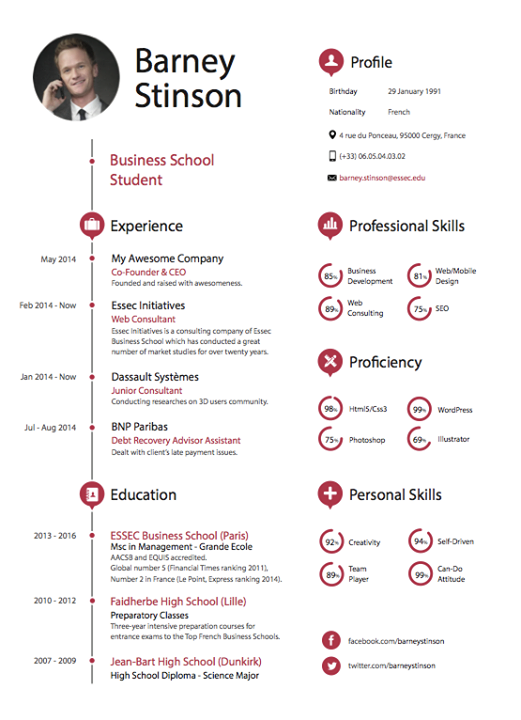 Barney
Stinson
Business School
Student
Experience
May 2014
My Awesome Company
Co-Founder & CEO
Founded and raised with awesomeness.
Feb 2014 - Now
Essec Initiatives
Web Consultant
Essec Initiatives is a consulting company of Essec
Business School which has conducted a great
number of market studies for over twenty years.
Jan 2014 - Now
Dassault Systèmes
Junior Consultant
Conducting researches on 3D users community.
Jul - Aug 2014
BNP Paribas
Debt Recovery Advisor Assistant
Dealt with client's late payment issues.
Education
2013 - 2016
ESSEC Business School (Paris)
Msc in Management - Grande Ecole
AACSB and EQUIS accredited.
Global number 5 (Financial Times ranking 2011),
Number 2 in France (Le Point, Express ranking 2014).
2010 - 2012
Faidherbe High School (Lille)
Preparatory Classes
Three-year intensive preparation courses for
entrance exams to the Top French Business Schools.
2007 - 2009
Jean-Bart High School (Dunkirk)
High School Diploma - Science Major
Profile
Birthday 29 January 1991
Nationality French
4 rue du Ponceau, 95000 Cergy, France
(+33) 06.05.04.03.02
barney.stinson@essec.edu
Professional Skills
85%
Business
Development
81%
Web/Mobile
Design
89%
Web
Consulting
75%
SEO
Proficiency
98%
Html5/Css3
99%
WordPress
75%
Photoshop
69%
Illustrator
Personal Skills
92%
Creativity
94%
Self-Driven
89%
Team
Player
99%
Can-Do
Attitude
facebook.com/barneystinson
twitter.com/barneystinson